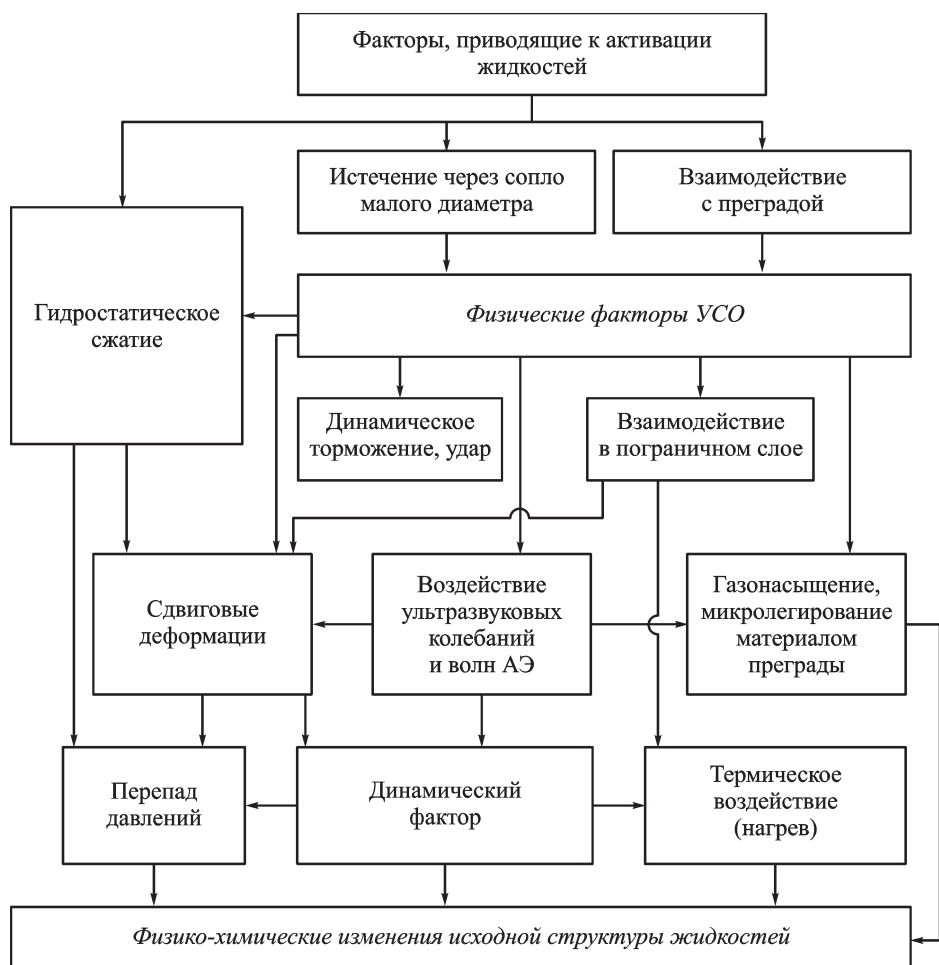 Факторы, приводящие к активации
жидкостей
Истечение через сопло
малого диаметра
Взаимодействие
с преградой
Гидростатическое
сжатие
Физические факторы УСО
Динамическое
торможение, удар
Взаимодействие
в пограничном слое
Сдвиговые
деформации
Воздействие
ультразвуковых
колебаний
и волн АЭ
Газонасыщение,
микролегирование
материалом
преграды
Перепад
давлений
Динамический
фактор
Термическое
воздействие
(нагрев)
Физико-химические изменения исходной структуры жидкостей